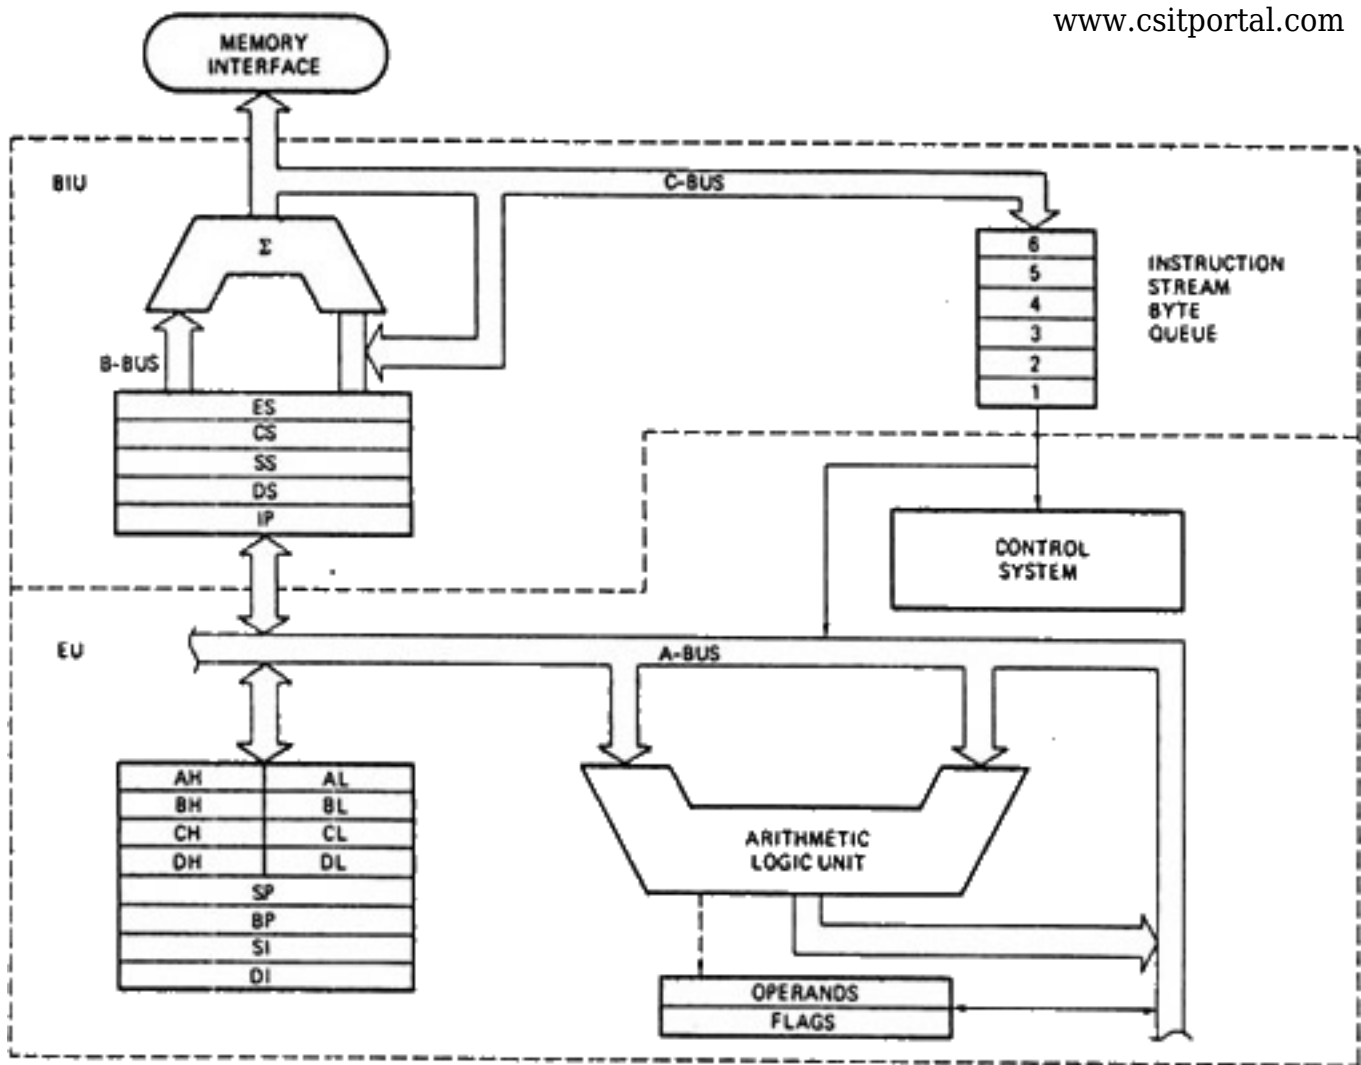 www.csitportal.com
MEMORY
INTERFACE
BIU
C-BUS
Σ
6
5
4
3
2
1
INSTRUCTION
STREAM
BYTE
QUEUE
B-BUS
ES
CS
SS
DS
IP
CONTROL
SYSTEM
EU
A-BUS
AH AL
BH BL
CH CL
DH DL
SP
BP
SI
DI
ARITHMETIC
LOGIC UNIT
OPERANDS
FLAGS